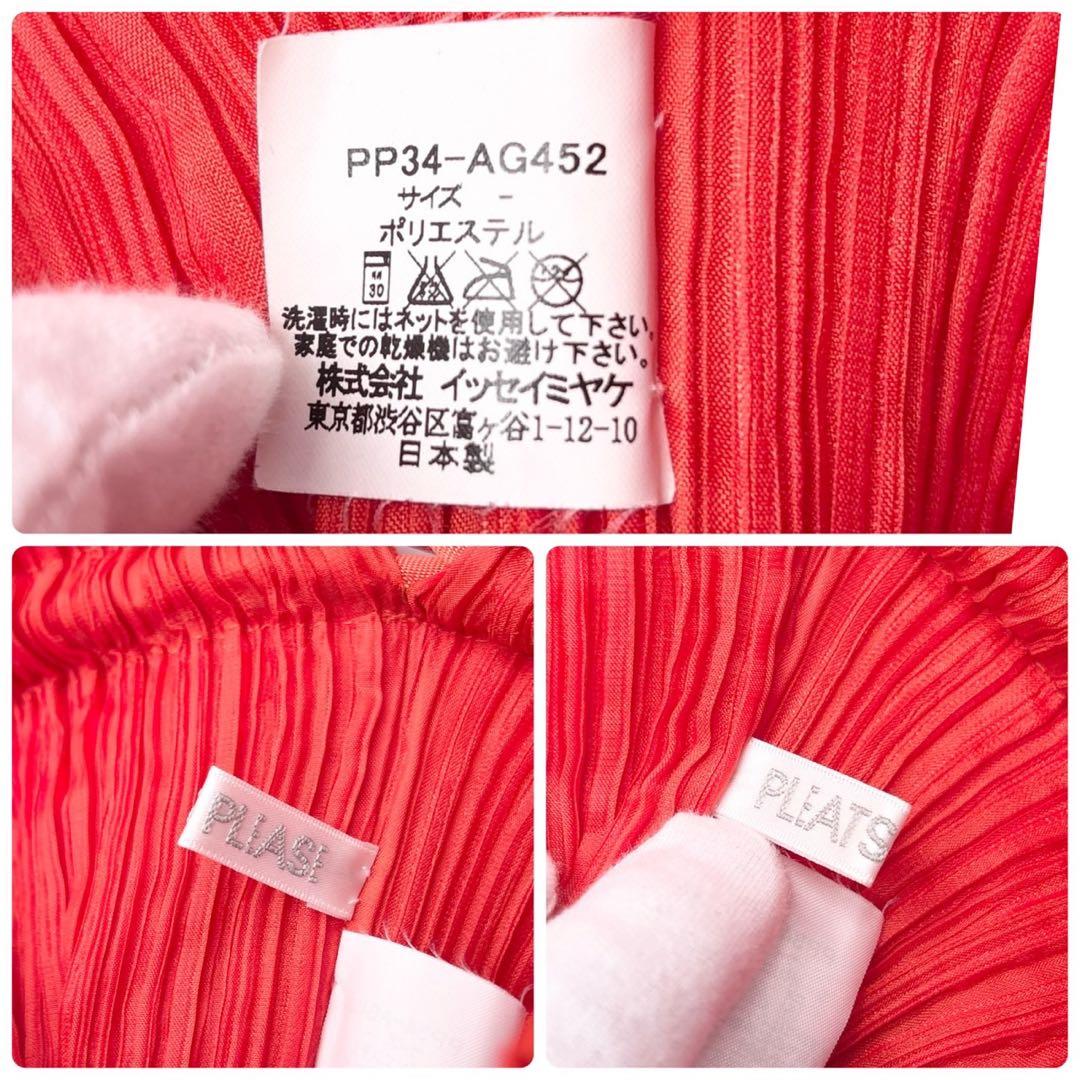 PP34-AG452
サイズ -
ポリエステル
30
洗濯時にはネットを使用して下さい。
家庭での乾燥機はお避け下さい。
株式会社 イッセイミヤケ
東京都渋谷区富ヶ谷1-12-10
日本製
PLEASE
PLEATS